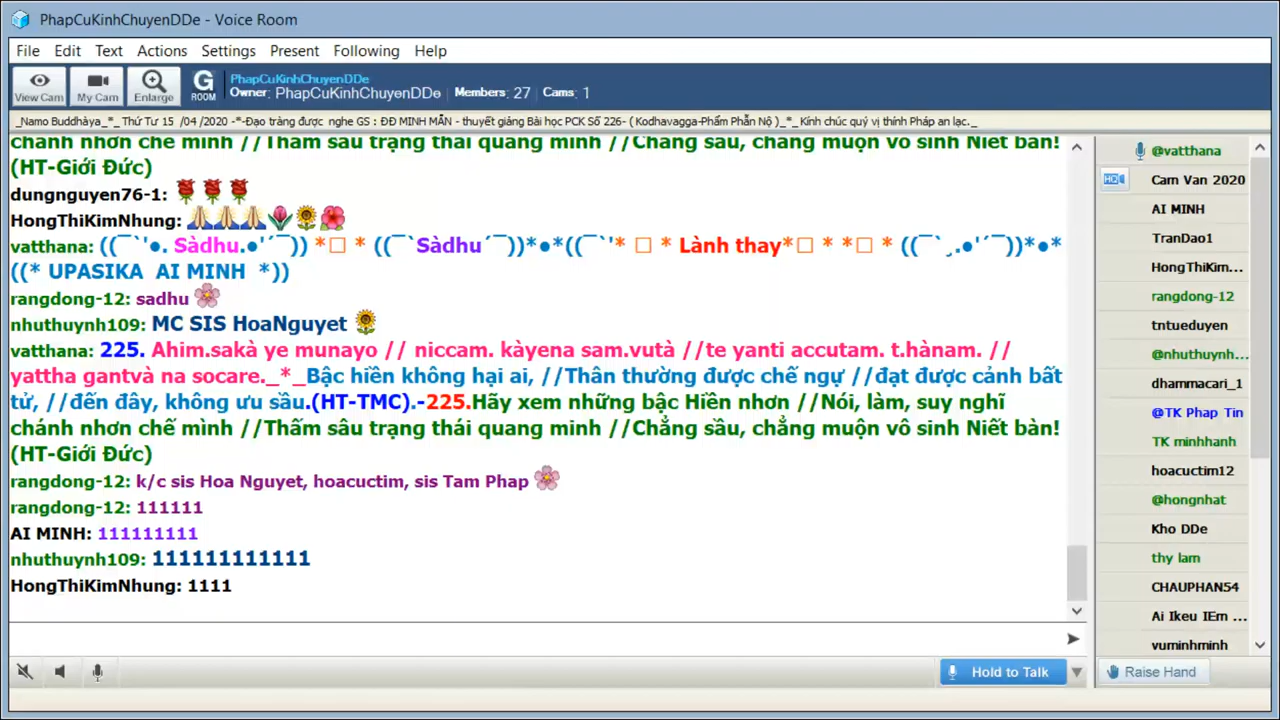 PhapCuKinhChuyenDDe - Voice Room
File Edit Text Actions Settings Present Following Help
View Cam My Cam Enlarge G ROOM
PhapCuKinhChuyenDDe
Owner: PhapCuKinhChuyenDDe Members: 27 Cams: 1
_Namo Buddhàya_*_ Thứ Tư 15 /04 /2020 -*-Đạo tràng được nghe GS : ĐĐ MINH MẪN - thuyết giảng Bài học PCK Số 226- ( Kodhavagga-Phẩm Phẫn Nộ )_*_ Kính chúc quý vị thính Pháp an lạc._
chánh nhơn chế mình //Thấm sâu trạng thái quang minh //Chẳng sầu, chẳng muộn vô sinh Niết bàn!
(HT-Giới Đức)
dungnguyen76-1: 🌹🌹🌹
HongThiKimNhung: 🙏🙏🙏🌷🌻🌺
vatthana: ((¯`'●. Sàdhu.●'´¯)) *□ * ((¯`Sàdhu´¯))*●*((¯`'* □ * Lành thay*□ * *□ * ((¯`¸.●'´¯))*●*
((* UPASIKA AI MINH *))
rangdong-12: sadhu 🌸
nhuthuynh109: MC SIS HoaNguyet 🌻
vatthana: 225. Ahim.sakà ye munayo // niccam. kàyena sam.vutà //te yanti accutam. t.hànam. //
yattha gantvà na socare._*_Bậc hiền không hại ai, //Thân thường được chế ngự //đạt được cảnh bất
tử, //đến đây, không ưu sầu.(HT-TMC).-225.Hãy xem những bậc Hiền nhơn //Nói, làm, suy nghĩ
chánh nhơn chế mình //Thấm sâu trạng thái quang minh //Chẳng sầu, chẳng muộn vô sinh Niết bàn!
(HT-Giới Đức)
rangdong-12: k/c sis Hoa Nguyet, hoacuctim, sis Tam Phap 🌸
rangdong-12: 111111
AI MINH: 111111111
nhuthuynh109: 111111111111
HongThiKimNhung: 1111
@vatthana
HQ Cam Van 2020
AI MINH
TranDao1
HongThiKim...
rangdong-12
tntueduyen
@nhuthuynh...
dhammacari_1
@TK Phap Tin
TK minhhanh
hoacuctim12
@hongnhat
Kho DDe
thy lam
CHAUPHAN54
Ai Ikeu IEm ...
vuminhminh
Hold to Talk
Raise Hand